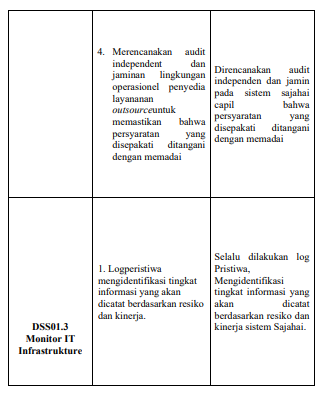 4. Merencanakan audit
independent dan
jaminan lingkungan
operasionel penyedia
layananan
outsourceuntuk
memastikan bahwa
persyaratan yang
disepakati ditangani
dengan memadai
Direncanakan audit
independen dan jamin
pada sistem sajahai
capil bahwa
persyaratan yang
disepakati ditangani
dengan memadai
DSS01.3
Monitor IT
Infrastrukture
1. Logperistiwa
mengidentifikasi tingkat
informasi yang akan
dicatat berdasarkan resiko
dan kinerja.
Selalu dilakukan log
Pristiwa,
Mengidentifikasi
tingkat informasi yang
akan dicatat
berdasarkan resiko dan
kinerja sistem Sajahai.